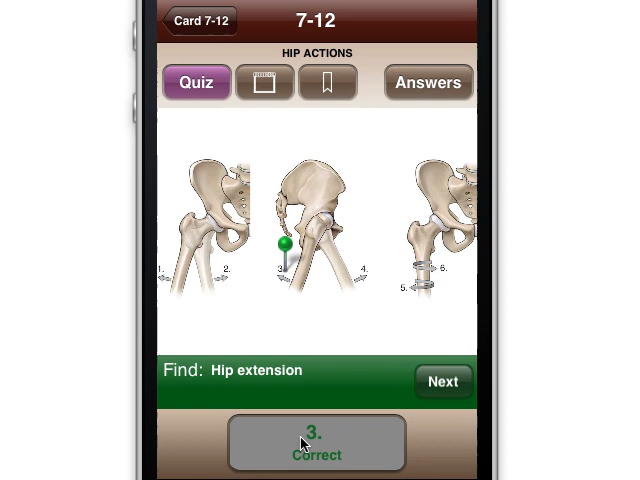 Card 7-12
7-12
HIP ACTIONS
Quiz
Answers
1.
2.
3.
4.
5.
6.
Find: Hip extension
Next
3.
Correct